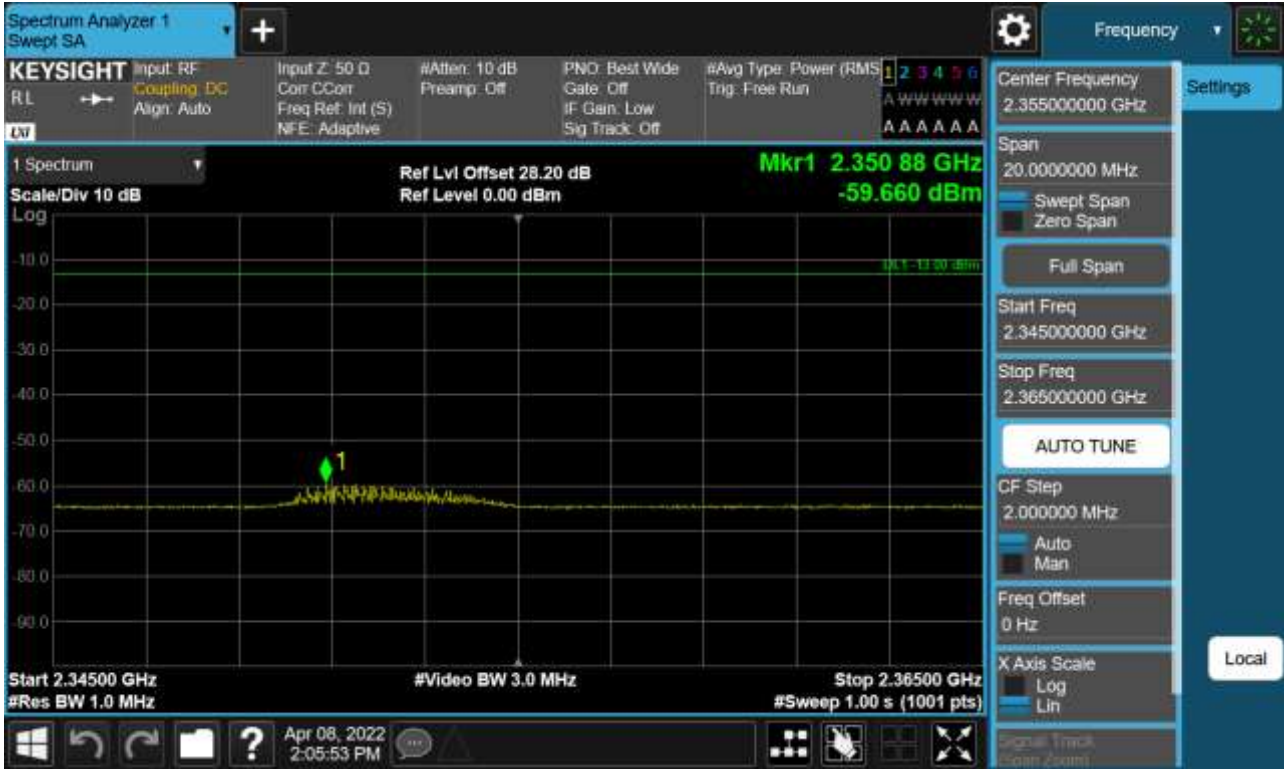 Spectrum Analyzer 1
Swept SA
Frequency
KEYSIGHT
RL
LXI
Input: RF
Coupling: DC
Align: Auto
Input Z: 50 Ω
Corr CCorr
Freq Ref: Int (S)
NFE: Adaptive
#Atten: 10 dB
Preamp: Off
PNO: Best Wide
Gate: Off
IF Gain: Low
Sig Track: Off
#Avg Type: Power (RMS
Trig: Free Run
1 2 3 4 5 6
A W W W W W
A A A A A A
1 Spectrum
Scale/Div 10 dB
Log
Ref Lvl Offset 28.20 dB
Ref Level 0.00 dBm
Mkr1 2.350 88 GHz
-59.660 dBm
DL1 -13.00 dBm
-10.0
-20.0
-30.0
-40.0
-50.0
-60.0
-70.0
-80.0
-90.0
1
Start 2.34500 GHz
#Res BW 1.0 MHz
#Video BW 3.0 MHz
Stop 2.36500 GHz
#Sweep 1.00 s (1001 pts)
Center Frequency
2.355000000 GHz
Span
20.0000000 MHz
Swept Span
Zero Span
Full Span
Start Freq
2.345000000 GHz
Stop Freq
2.365000000 GHz
AUTO TUNE
CF Step
2.000000 MHz
Auto
Man
Freq Offset
0 Hz
X Axis Scale
Log
Lin
Signal Track
(Span Zoom)
Settings
Local
?
Apr 08, 2022
2:05:53 PM